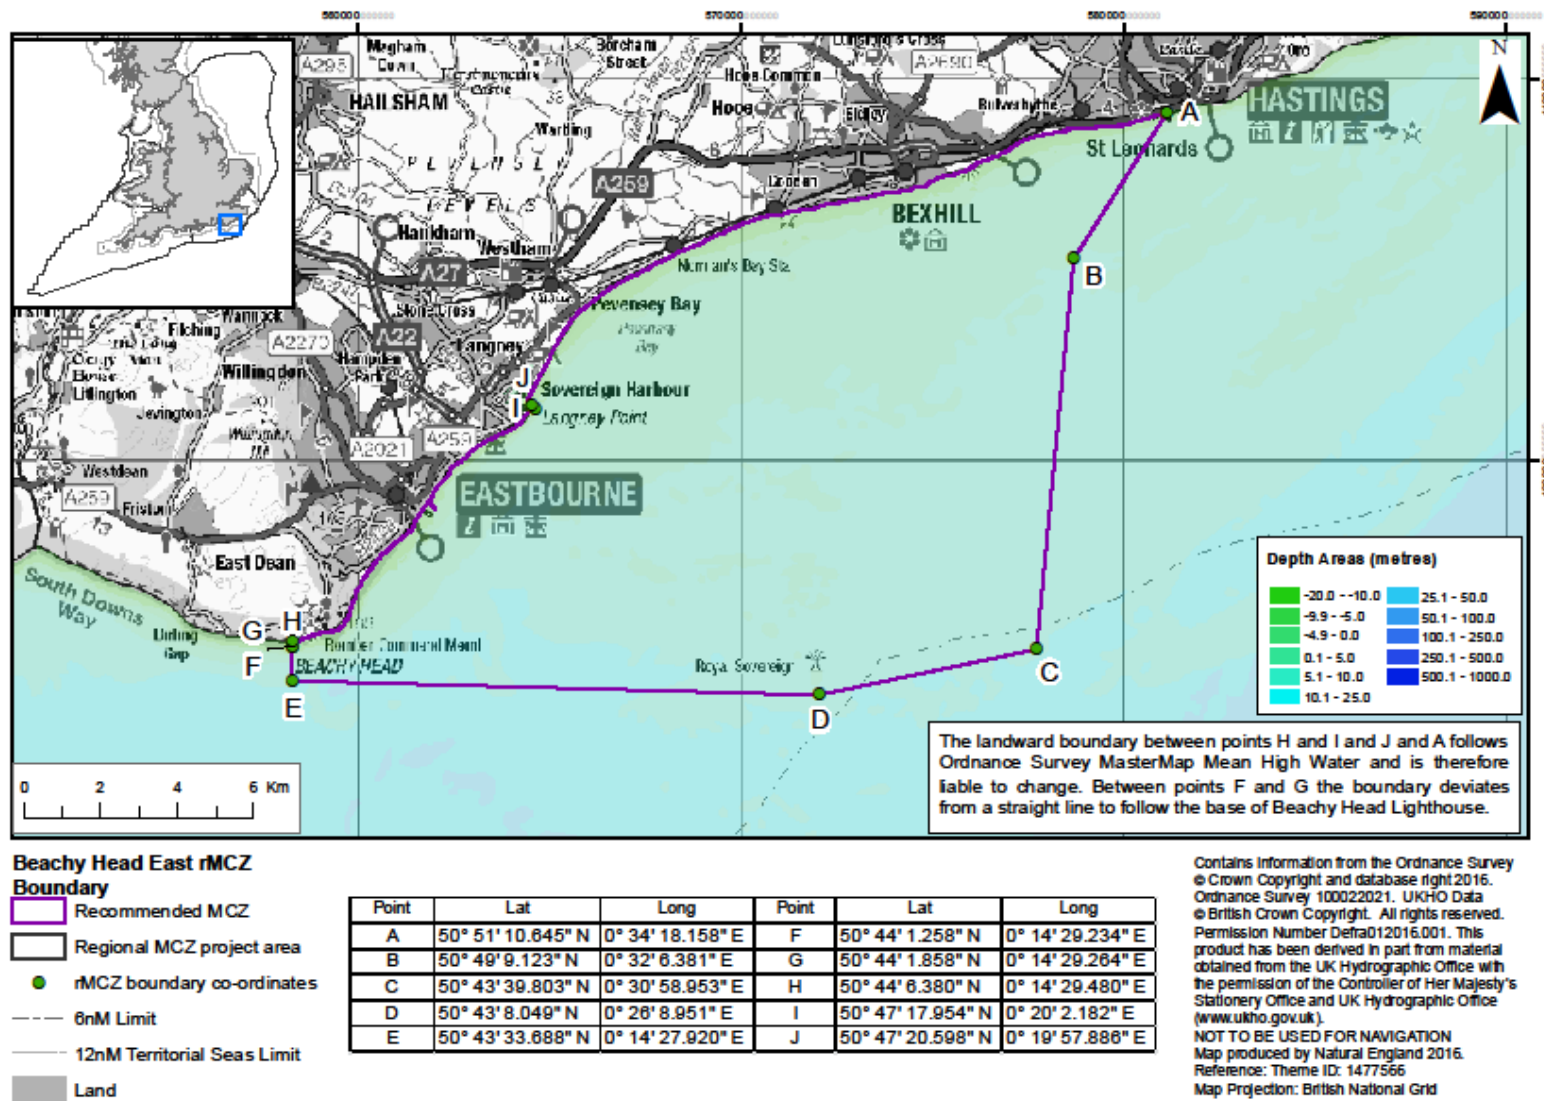 560000
570000
580000
590000
N
Magham Down
Borcham Street
A295
HAILSHAM
Hooe Common
Hooe
Wartling
A2690
Sidley
Bulverhythe
HASTINGS
A
St Leonards
A259
Cooden
BEXHILL
B
Hankham
Westham
A27
Norman's Bay Sta
Stone Cross
Pevensey Bay
Pevensey Bay
A22
A2270
Wannock
Filching
Willingdon
Hampden Park
Langney
J
I
Sovereign Harbour
Langney Point
Litlington
Jevington
A2021
A259
Westdean
A259
Friston
EASTBOURNE
East Dean
South Downs Way
Birling Gap
G
H
F
BEACHY HEAD
E
Royal Sovereign
D
C
Depth Areas (metres)
-20.0 - -10.0
-9.9 - -5.0
-4.9 - 0.0
0.1 - 5.0
5.1 - 10.0
10.1 - 25.0
25.1 - 50.0
50.1 - 100.0
100.1 - 250.0
250.1 - 500.0
500.1 - 1000.0
The landward boundary between points H and I and J and A follows
Ordnance Survey MasterMap Mean High Water and is therefore
liable to change. Between points F and G the boundary deviates
from a straight line to follow the base of Beachy Head Lighthouse.
0 2 4 6 Km
Beachy Head East rMCZ
Boundary
Recommended MCZ
Regional MCZ project area
rMCZ boundary co-ordinates
6nM Limit
12nM Territorial Seas Limit
Land
Point Lat Long Point Lat Long
A 50° 51' 10.645" N 0° 34' 18.158" E F 50° 44' 1.258" N 0° 14' 29.234" E
B 50° 49' 9.123" N 0° 32' 6.381" E G 50° 44' 1.858" N 0° 14' 29.264" E
C 50° 43' 39.803" N 0° 30' 58.953" E H 50° 44' 6.380" N 0° 14' 29.480" E
D 50° 43' 8.049" N 0° 26' 8.951" E I 50° 47' 17.954" N 0° 20' 2.182" E
E 50° 43' 33.688" N 0° 14' 27.920" E J 50° 47' 20.598" N 0° 19' 57.886" E
Contains information from the Ordnance Survey
© Crown Copyright and database right 2016.
Ordnance Survey 100022021. UKHO Data
© British Crown Copyright. All rights reserved.
Permission Number Defra012016.001. This
product has been derived in part from material
obtained from the UK Hydrographic Office with
the permission of the Controller of Her Majesty's
Stationery Office and UK Hydrographic Office
(www.ukho.gov.uk).
NOT TO BE USED FOR NAVIGATION
Map produced by Natural England 2016.
Reference: Theme ID: 1477566
Map Projection: British National Grid